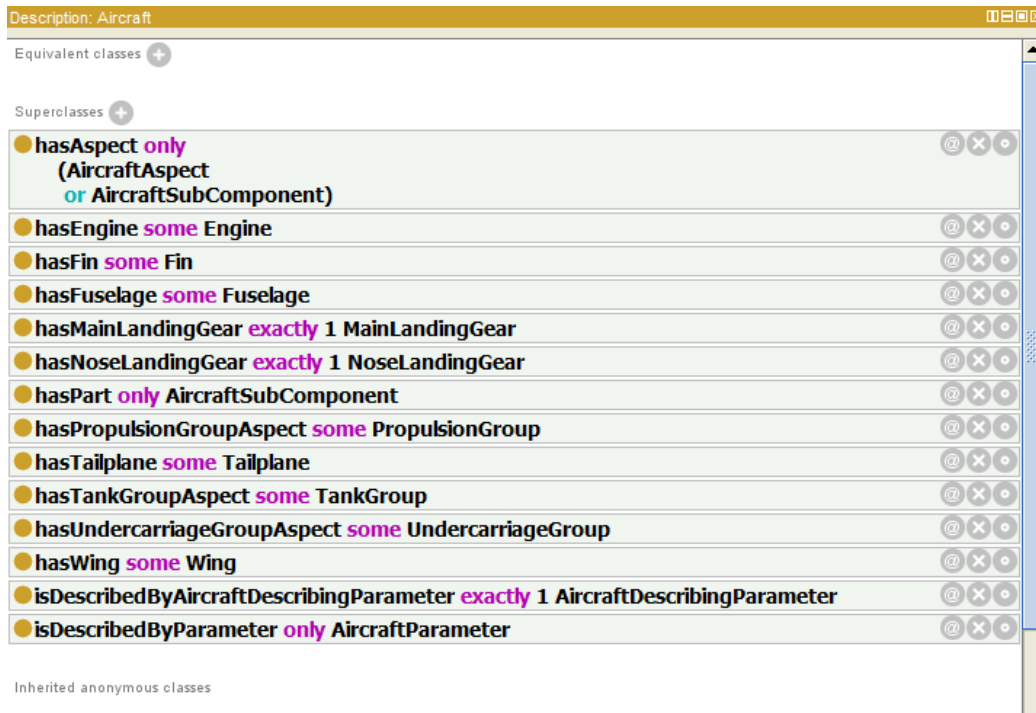 Description: Aircraft
Equivalent classes
Superclasses
hasAspect only
(AircraftAspect
or AircraftSubComponent)
hasEngine some Engine
hasFin some Fin
hasFuselage some Fuselage
hasMainLandingGear exactly 1 MainLandingGear
hasNoseLandingGear exactly 1 NoseLandingGear
hasPart only AircraftSubComponent
hasPropulsionGroupAspect some PropulsionGroup
hasTailplane some Tailplane
hasTankGroupAspect some TankGroup
hasUndercarriageGroupAspect some UndercarriageGroup
hasWing some Wing
isDescribedByAircraftDescribingParameter exactly 1 AircraftDescribingParameter
isDescribedByParameter only AircraftParameter
Inherited anonymous classes